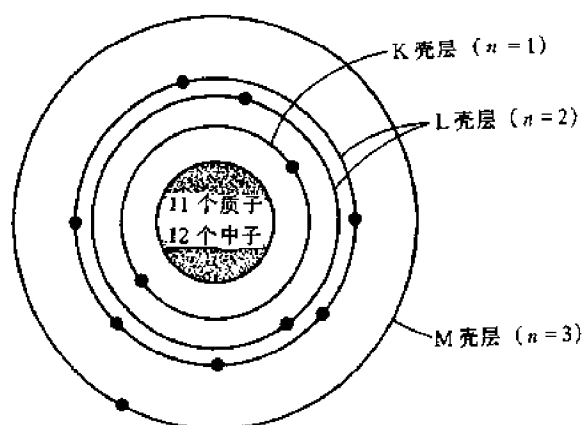 K 壳层 (n=1)
L 壳层 (n=2)
11 个质子
12 个中子
M 壳层 (n=3)